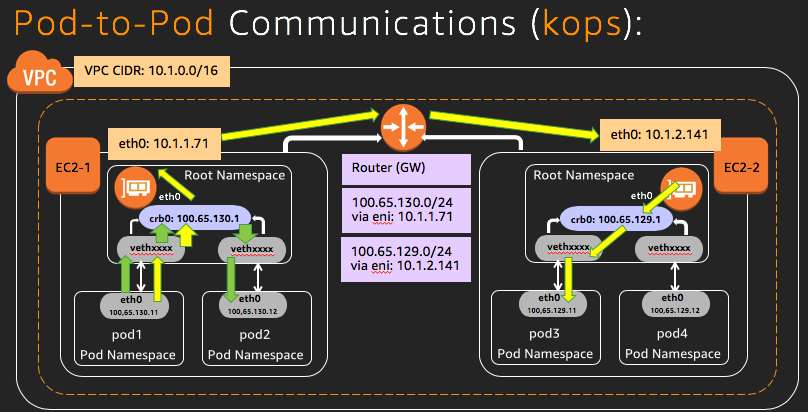 Pod-to-Pod Communications (kops):
VPC
VPC CIDR: 10.1.0.0/16
eth0: 10.1.1.71
eth0: 10.1.2.141
EC2-1
EC2-2
Root Namespace
eth0
crb0: 100.65.130.1
vethxxxx
vethxxxx
eth0
100,65.130.11
pod1
Pod Namespace
eth0
100,65.130.12
pod2
Pod Namespace
Router (GW)
100.65.130.0/24
via eni: 10.1.1.71
100.65.129.0/24
via eni: 10.1.2.141
Root Namespace
eth0
crb0: 100.65.129.1
vethxxxx
vethxxxx
eth0
100,65.129.11
pod3
Pod Namespace
eth0
100,65.129.12
pod4
Pod Namespace